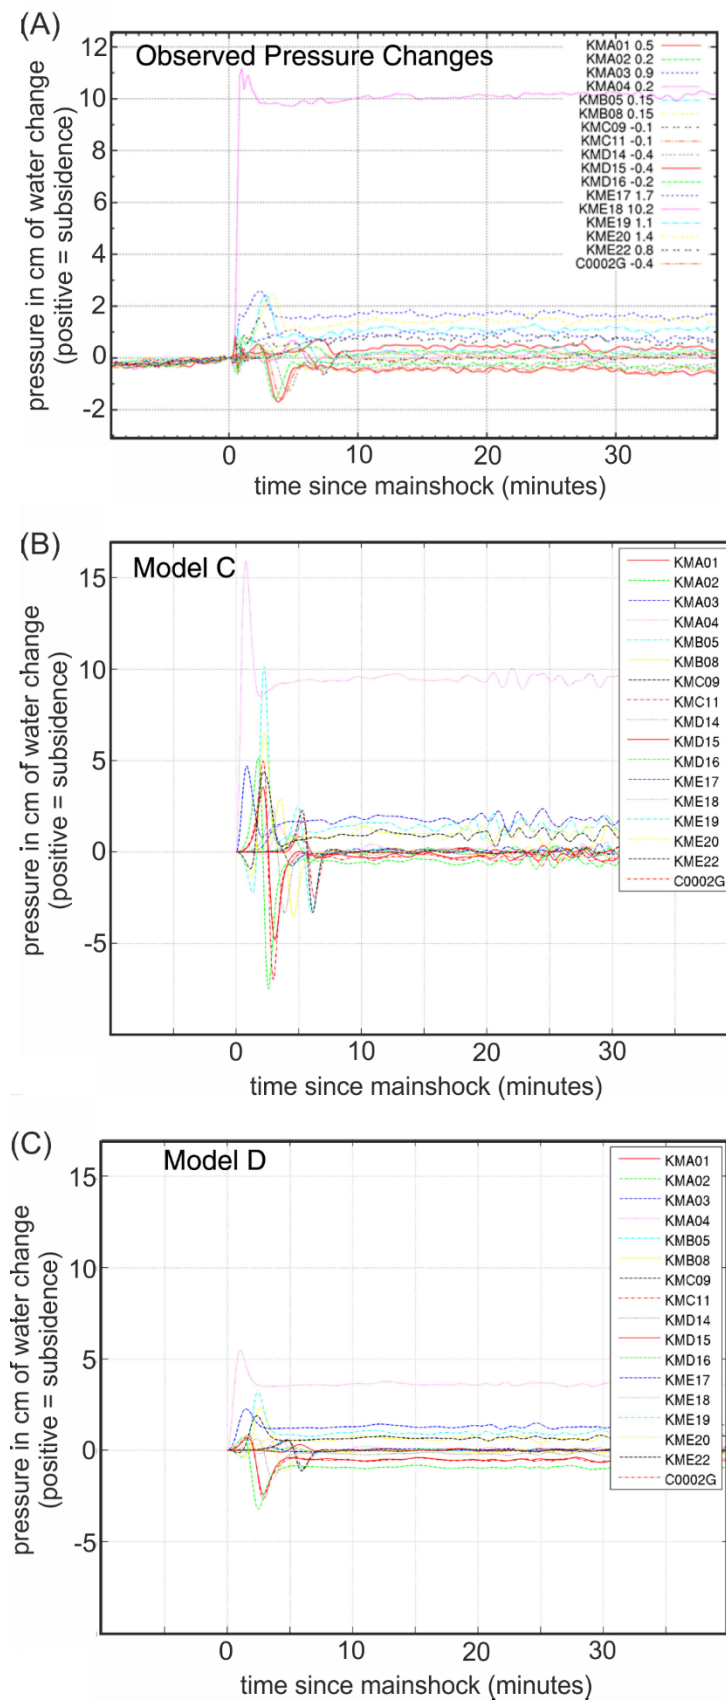 (A)
Observed Pressure Changes
KMA01 0.5
KMA02 0.2
KMA03 0.9
KMA04 0.2
KMB05 0.15
KMB08 0.15
KMC09 -0.1
KMC11 -0.1
KMD14 -0.4
KMD15 -0.4
KMD16 -0.2
KME17 1.7
KME18 10.2
KME19 1.1
KME20 1.4
KME22 0.8
C0002G -0.4
12
10
8
6
4
2
0
-2
pressure in cm of water change
(positive = subsidence)
0
10
20
30
time since mainshock (minutes)
(B)
Model C
KMA01
KMA02
KMA03
KMA04
KMB05
KMB08
KMC09
KMC11
KMD14
KMD15
KMD16
KME17
KME18
KME19
KME20
KME22
C0002G
15
10
5
0
-5
pressure in cm of water change
(positive = subsidence)
0
10
20
30
time since mainshock (minutes)
(C)
Model D
KMA01
KMA02
KMA03
KMA04
KMB05
KMB08
KMC09
KMC11
KMD14
KMD15
KMD16
KME17
KME18
KME19
KME20
KME22
C0002G
15
10
5
0
-5
pressure in cm of water change
(positive = subsidence)
0
10
20
30
time since mainshock (minutes)